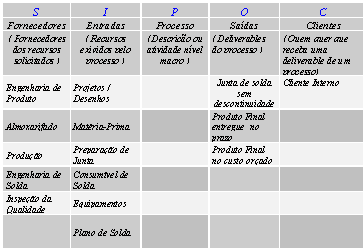 S I P O C
Fornecedores Entradas Processo Saídas Clientes
( Fornecedores ( Recursos (Descrição ou ( Deliverables (Quem quer que
dos recursos exigidos pelo atividade nível do processo ) receba uma
solicitados ) processo ) macro ) deliverable de um
processo)
Engenharia de Projetos / Junta de solda Cliente Interno
Produto Desenhos sem
descontinuidade
Almoxarifado Matéria-Prima Produto Final
entregue no
prazo
Produção Preparação de Produto Final
Junta no custo orçado
Engenharia de Consumível de
Solda Solda
Inspeção da Equipamentos
Qualidade
Plano de Solda